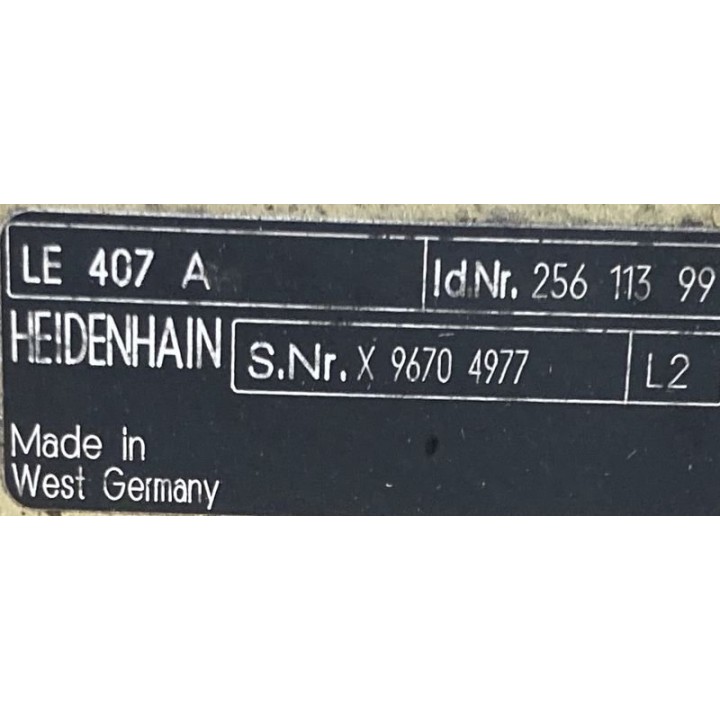 LE 407 A Id.Nr. 256 113 99
HEIDENHAIN S.Nr. X 9670 4977 L2
Made in
West Germany